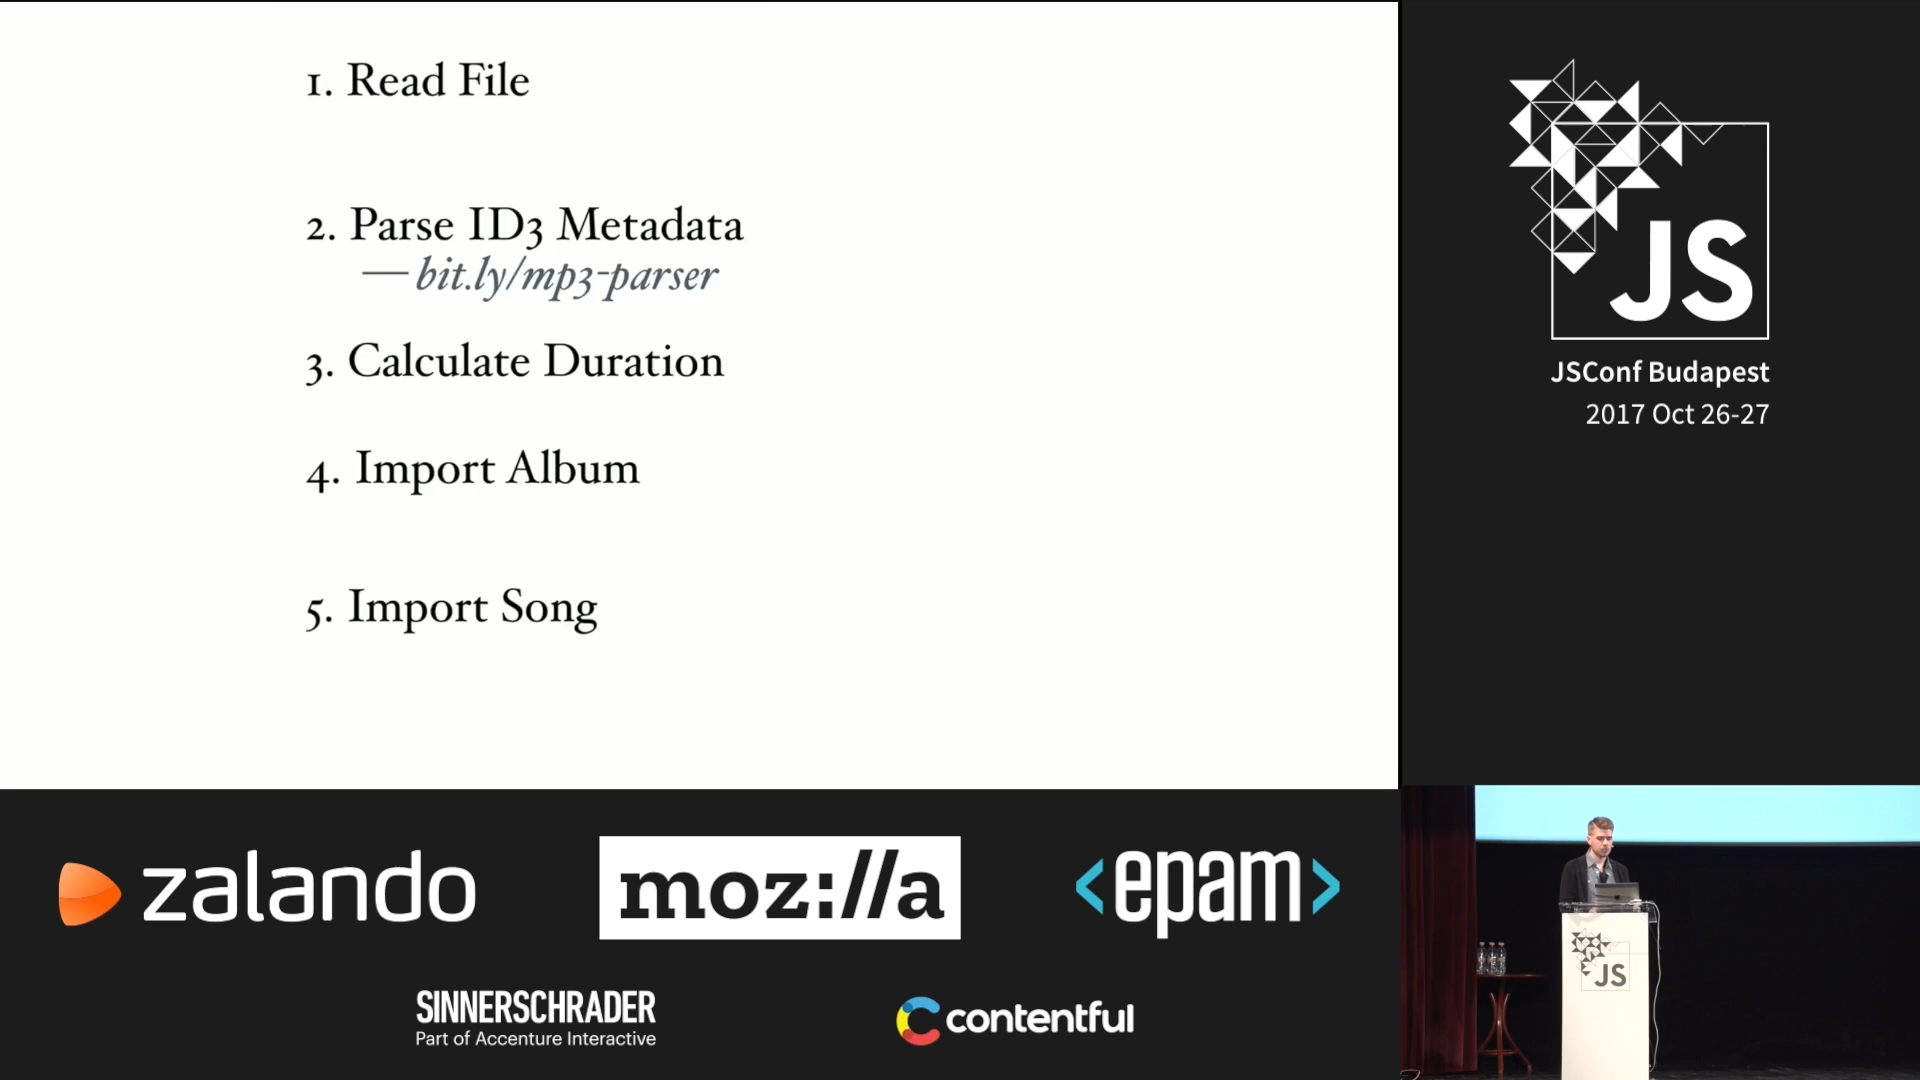 1. Read File
2. Parse ID3 Metadata
— bit.ly/mp3-parser
3. Calculate Duration
4. Import Album
5. Import Song
JS
JSConf Budapest
2017 Oct 26-27
zalando
moz://a
<epam>
SINNERSCHRADER
Part of Accenture Interactive
contentful
JS